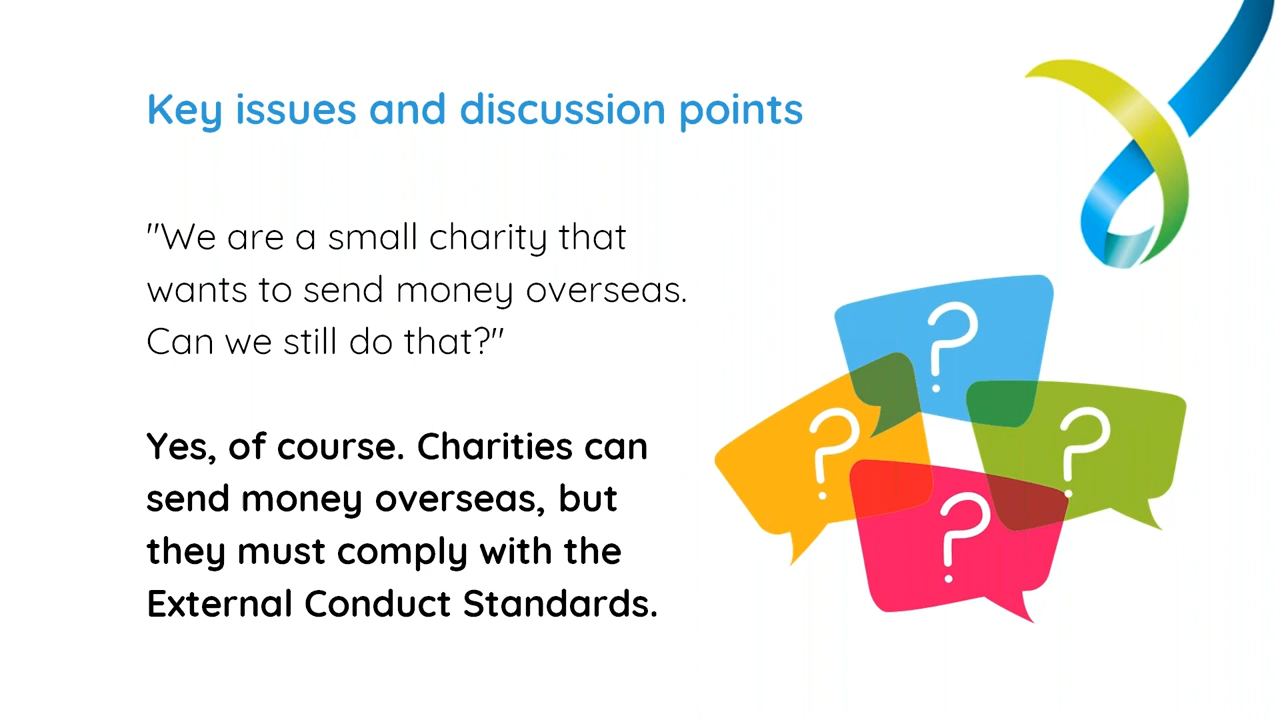 Key issues and discussion points
"We are a small charity that
wants to send money overseas.
Can we still do that?"
Yes, of course. Charities can
send money overseas, but
they must comply with the
External Conduct Standards.
?
?
?
?